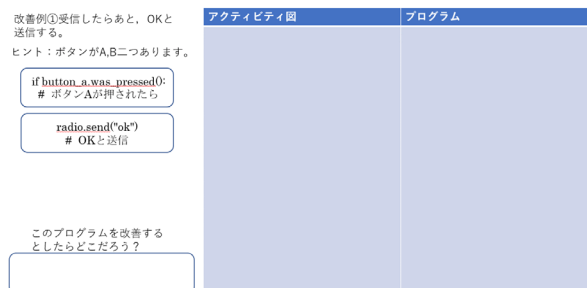 改善例①受信したらあと，OKと
送信する。
ヒント：ボタンがA,B二つあります。
if button_a.was_pressed():
# ボタンAが押されたら
radio.send("ok")
# OKと送信
このプログラムを改善する
としたらどこだろう？
アクティビティ図
プログラム